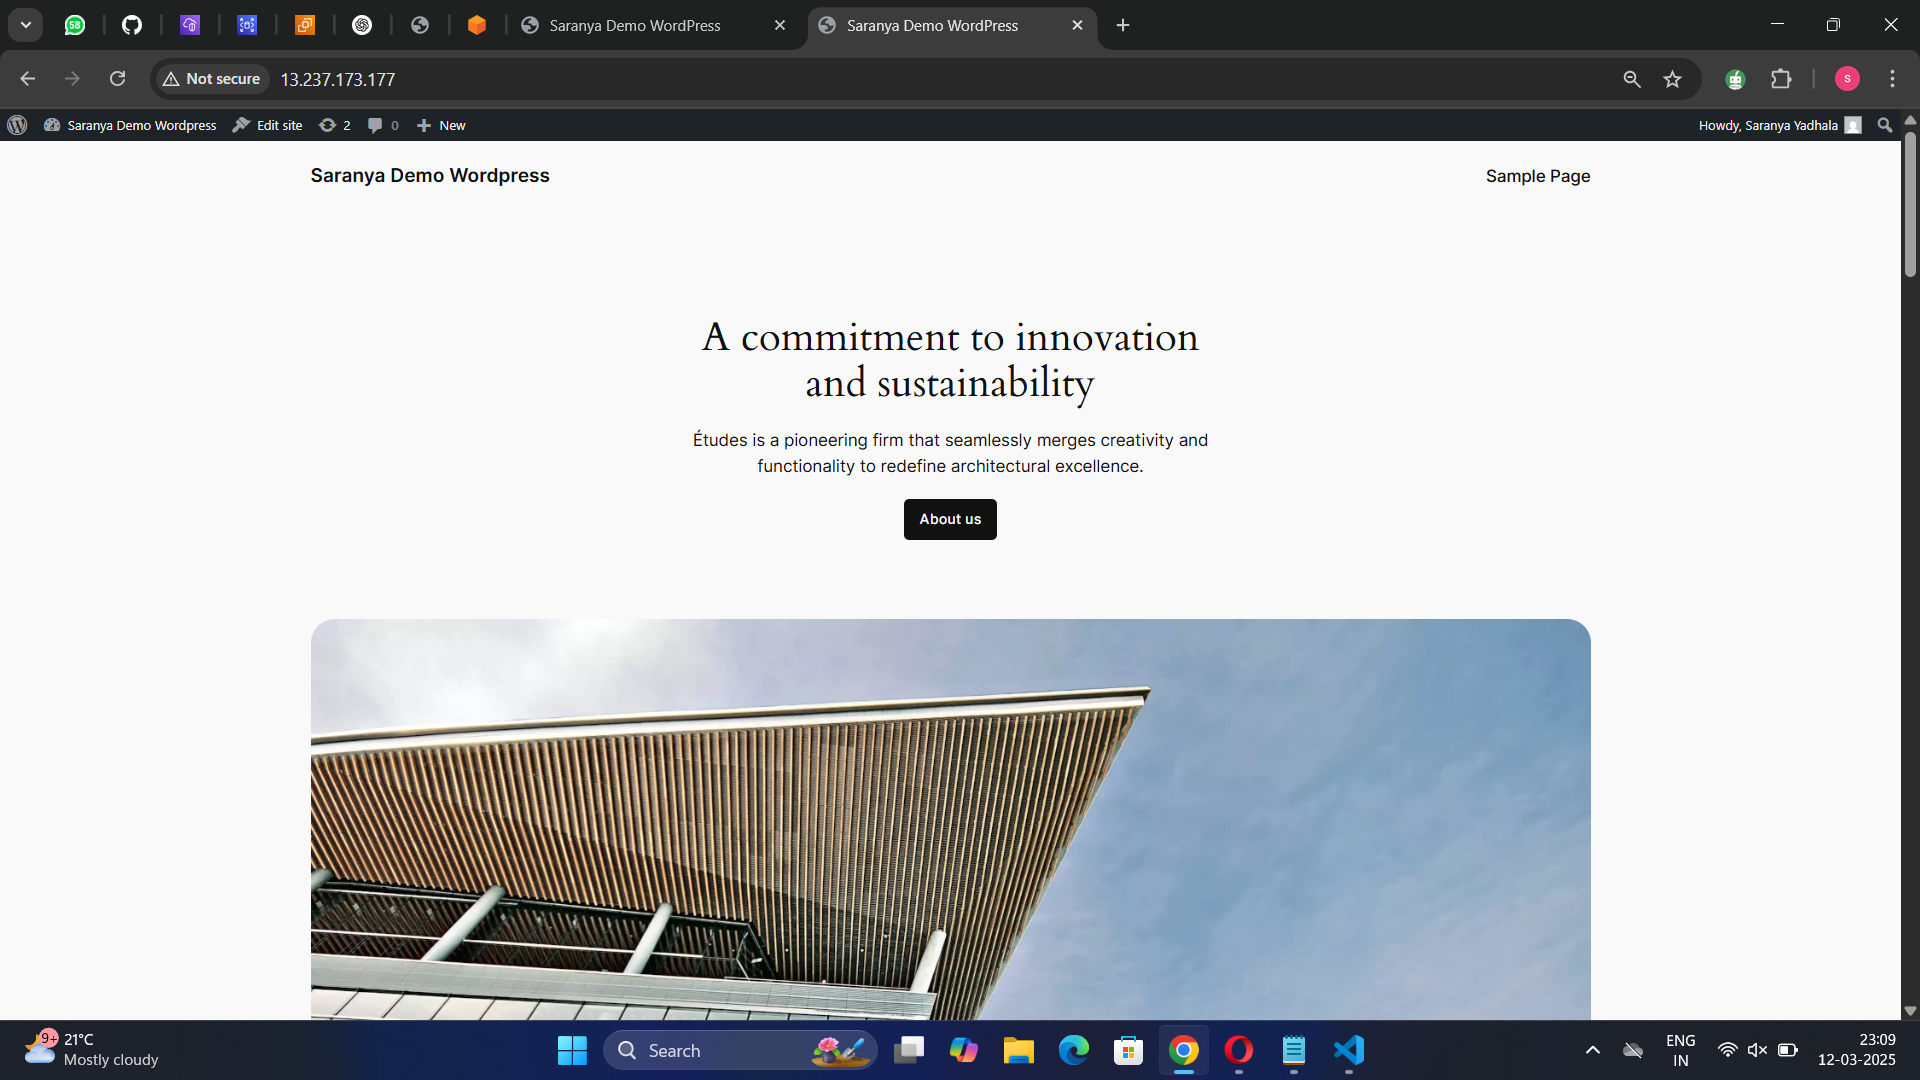 58
Saranya Demo WordPress
Saranya Demo WordPress
Not secure
13.237.173.177
S
Saranya Demo Wordpress
Edit site
2
0
New
Howdy, Saranya Yadhala
Saranya Demo Wordpress
Sample Page
A commitment to innovation
and sustainability
Études is a pioneering firm that seamlessly merges creativity and
functionality to redefine architectural excellence.
About us
9+
21°C
Mostly cloudy
Search
ENG
IN
23:09
12-03-2025